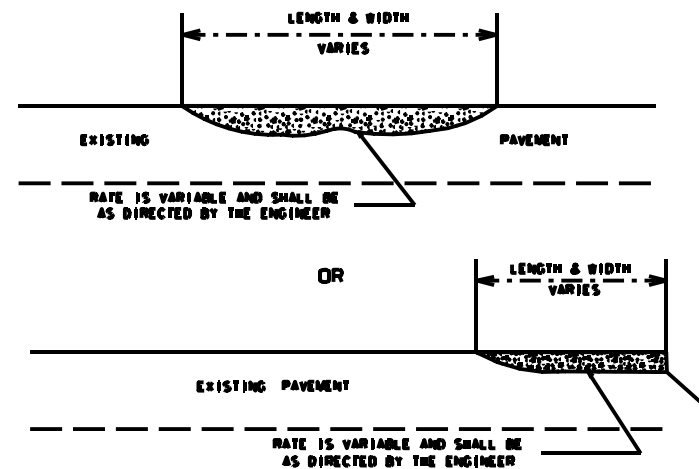 LENGTH & WIDTH
VARIES
EXISTING
PAVEMENT
RATE IS VARIABLE AND SHALL BE
AS DIRECTED BY THE ENGINEER
OR
LENGTH & WIDTH
VARIES
EXISTING PAVEMENT
RATE IS VARIABLE AND SHALL BE
AS DIRECTED BY THE ENGINEER